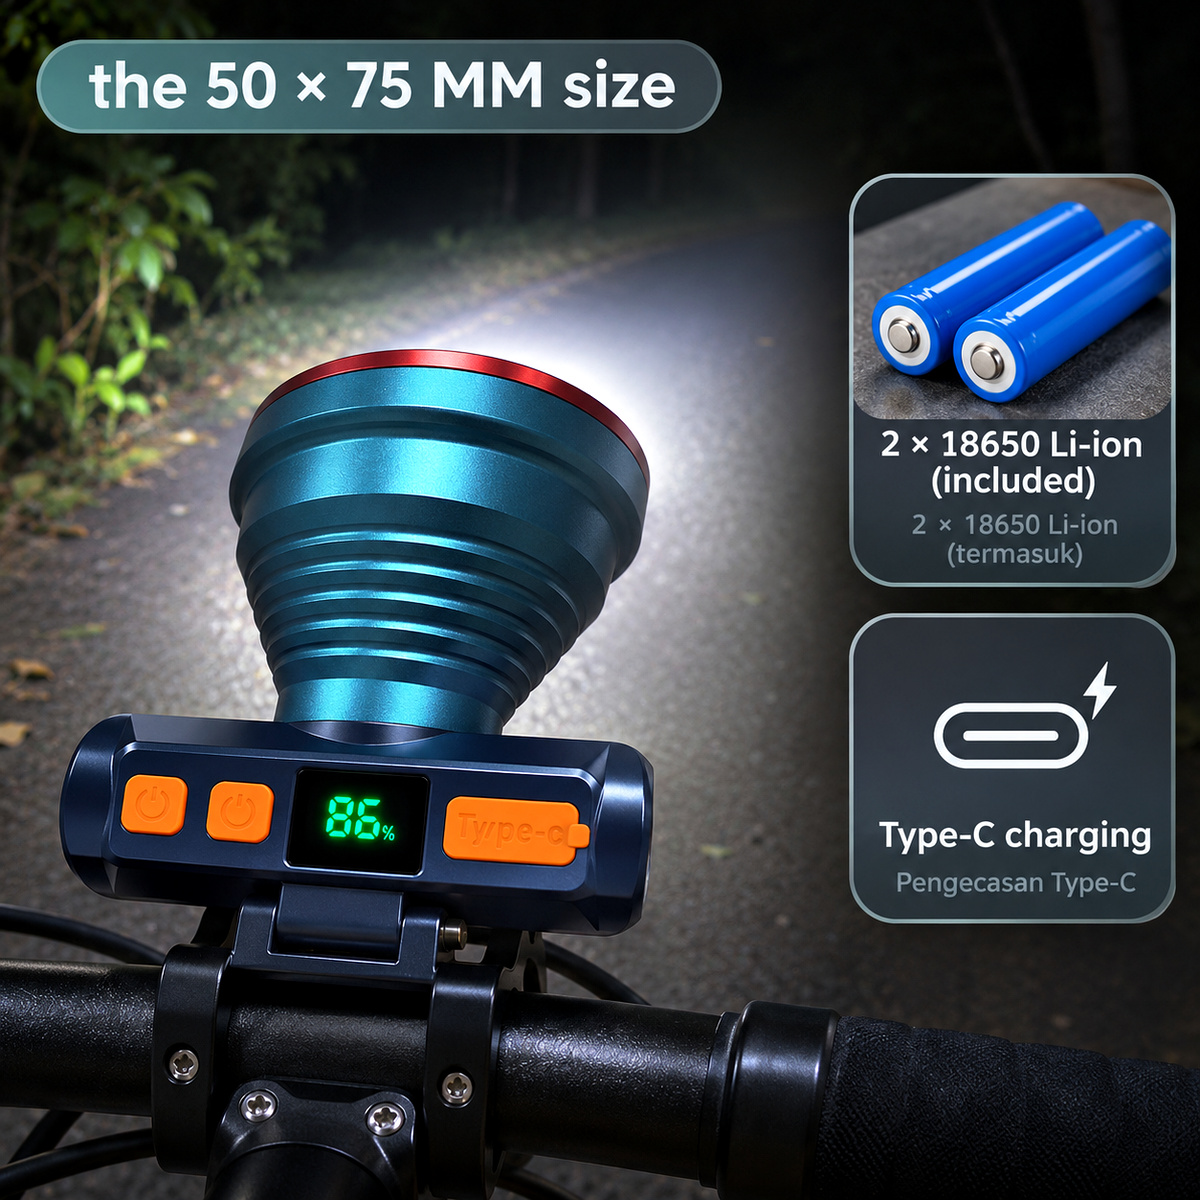 the 50 × 75 MM size
2 × 18650 Li-ion
(included)
2 × 18650 Li-ion
(termasuk)
86%
Type-c
Type-C charging
Pengecasan Type-C